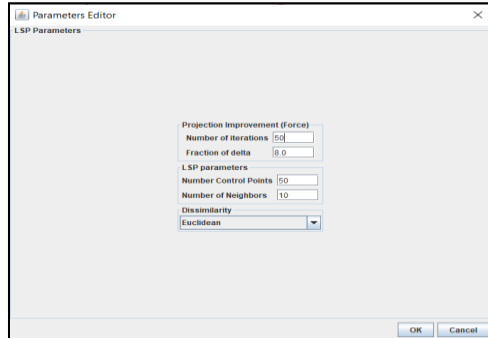 Parameters Editor
LSP Parameters
Projection Improvement (Force)
Number of iterations 50
Fraction of delta 8.0
LSP parameters
Number Control Points 50
Number of Neighbors 10
Dissimilarity
Euclidean
OK Cancel